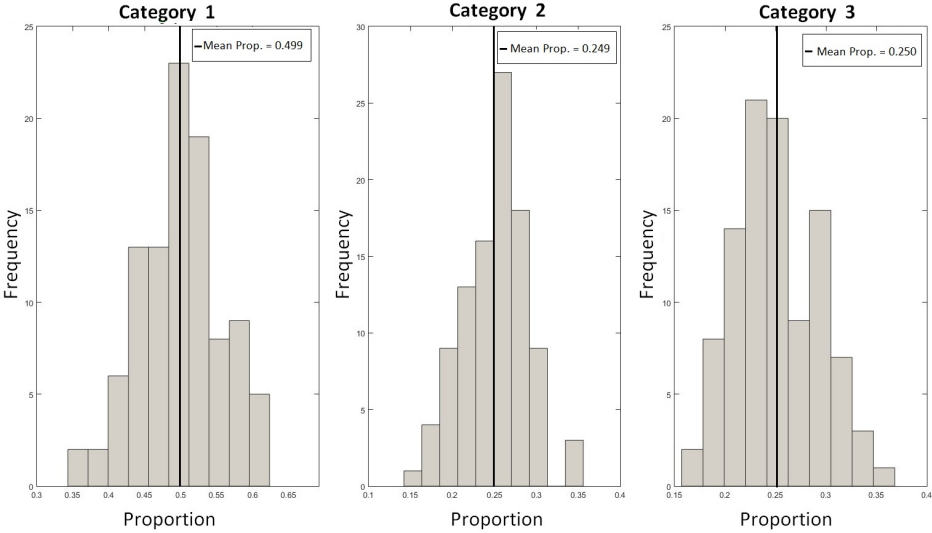 Category 1
Mean Prop. = 0.499
25
20
15
10
5
0
Frequency
0.3 0.35 0.4 0.45 0.5 0.55 0.6 0.65
Proportion
Category 2
Mean Prop. = 0.249
30
25
20
15
10
5
0
Frequency
0.1 0.15 0.2 0.25 0.3 0.35 0.4
Proportion
Category 3
Mean Prop. = 0.250
25
20
15
10
5
0
Frequency
0.15 0.2 0.25 0.3 0.35 0.4
Proportion